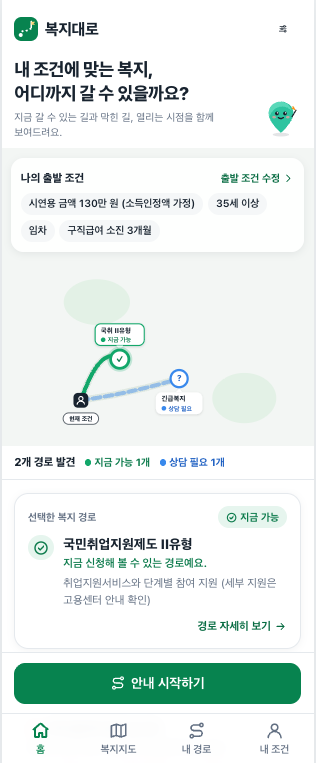 복지대로
내 조건에 맞는 복지,
어디까지 갈 수 있을까요?
지금 갈 수 있는 길과 막힌 길, 열리는 시점을 함께
보여드려요.
나의 출발 조건
출발 조건 수정
시연용 금액 130만 원 (소득인정액 가정)
35세 이상
임차
구직급여 소진 3개월
국취 II유형
지금 가능
?
긴급복지
상담 필요
현재 조건
2개 경로 발견
지금 가능 1개
상담 필요 1개
선택한 복지 경로
지금 가능
국민취업지원제도 II유형
지금 신청해 볼 수 있는 경로예요.
취업지원서비스와 단계별 참여 지원 (세부 지원은
고용센터 안내 확인)
경로 자세히 보기 →
안내 시작하기
홈
복지지도
내 경로
내 조건